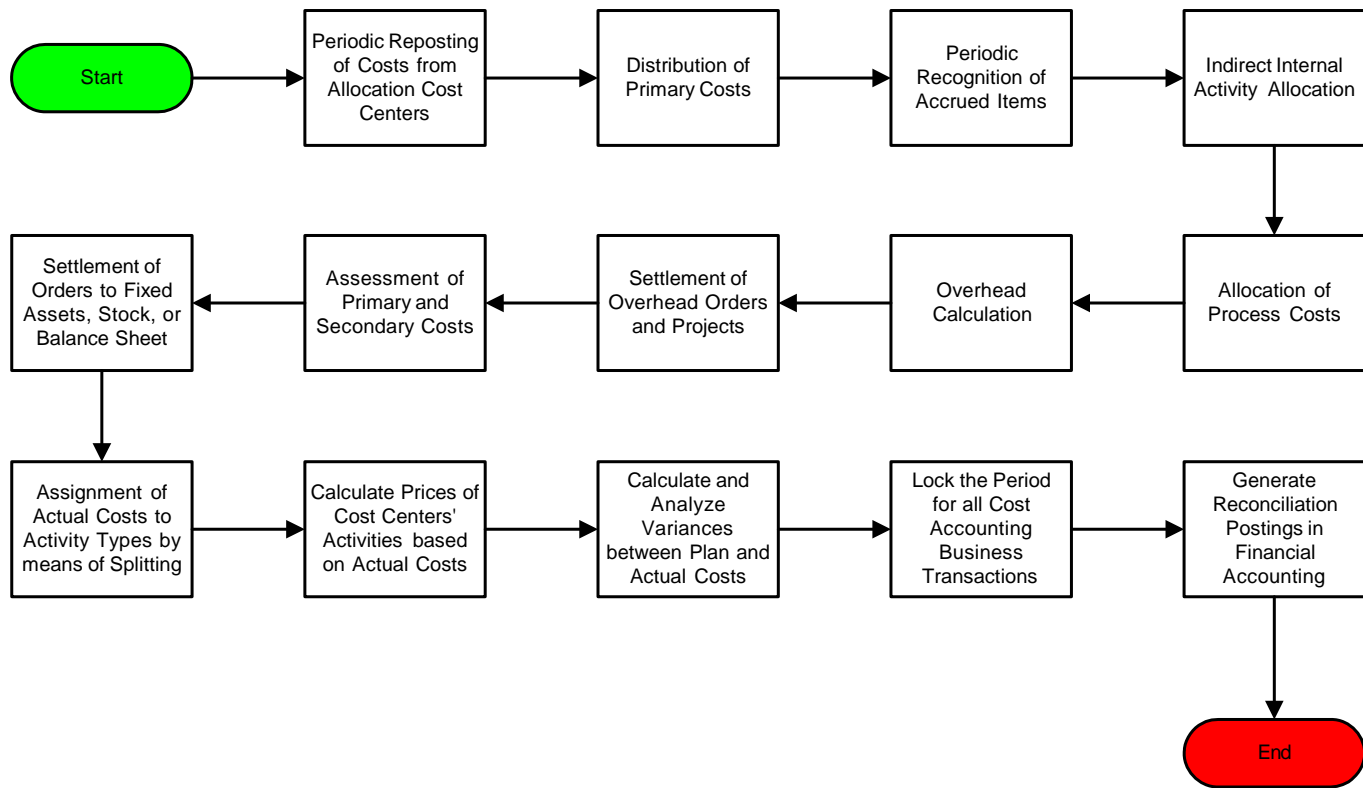 Start
Periodic Reposting
of Costs from
Allocation Cost
Centers
Distribution of
Primary Costs
Periodic
Recognition of
Accrued Items
Indirect Internal
Activity Allocation
Allocation of
Process Costs
Overhead
Calculation
Settlement of
Overhead Orders
and Projects
Assessment of
Primary and
Secondary Costs
Settlement of
Orders to Fixed
Assets, Stock, or
Balance Sheet
Assignment of
Actual Costs to
Activity Types by
means of Splitting
Calculate Prices of
Cost Centers'
Activities based
on Actual Costs
Calculate and
Analyze
Variances
between Plan and
Actual Costs
Lock the Period
for all Cost
Accounting
Business
Transactions
Generate
Reconciliation
Postings in
Financial
Accounting
End